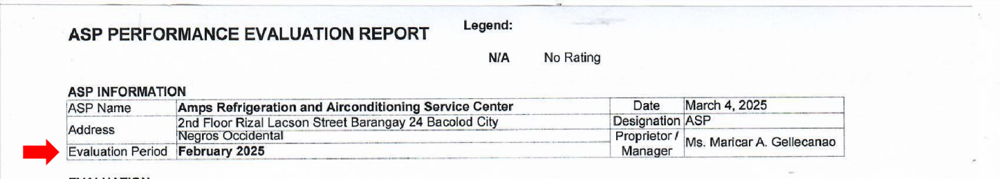 ASP PERFORMANCE EVALUATION REPORT
Legend:
N/A No Rating
ASP INFORMATION
ASP Name Amps Refrigeration and Airconditioning Service Center Date March 4, 2025
Address 2nd Floor Rizal Lacson Street Barangay 24 Bacolod City Designation ASP
Negros Occidental Proprietor / Ms. Maricar A. Gellecanao
Evaluation Period February 2025 Manager